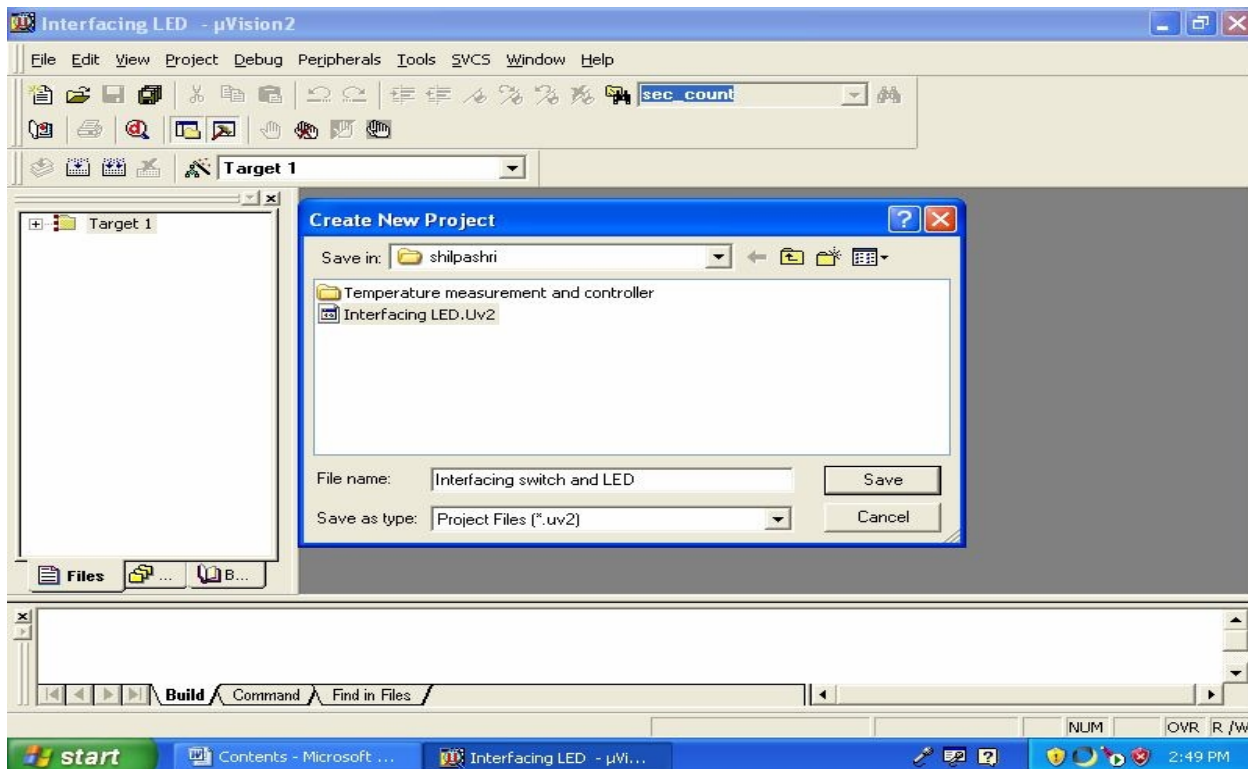 Interfacing LED - µVision2
File Edit View Project Debug Peripherals Tools SVCS Window Help
sec_count
Target 1
Target 1
Create New Project
Save in: shilpashri
Temperature measurement and controller
Interfacing LED.Uv2
File name: Interfacing switch and LED Save
Save as type: Project Files (*.uv2) Cancel
Files ... B...
Build Command Find in Files
NUM OVR R/W
start Contents - Microsoft ... Interfacing LED - µVi... 2:49 PM